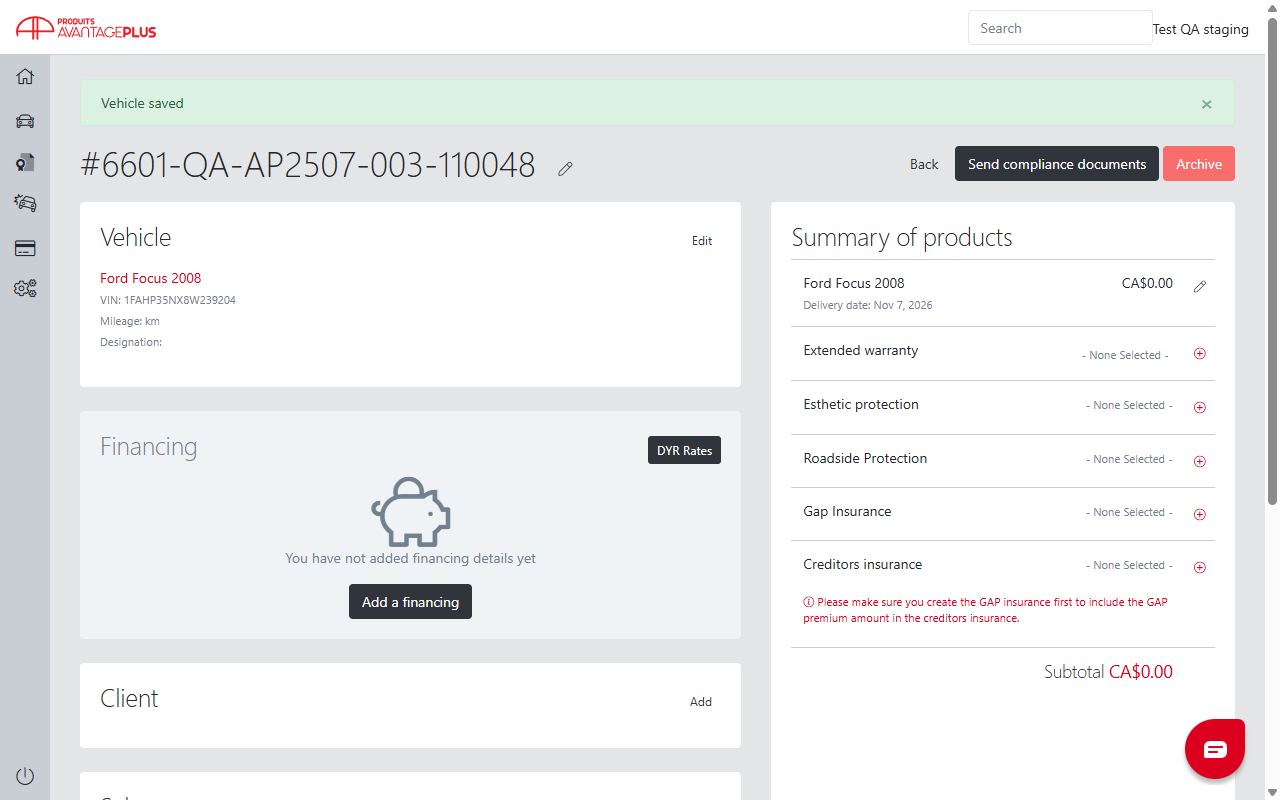 PRODUITS
AVANTAGEPLUS
Search
Test QA staging
Vehicle saved
×
#6601-QA-AP2507-003-110048
Back
Send compliance documents
Archive
Vehicle
Edit
Ford Focus 2008
VIN: 1FAHP35NX8W239204
Mileage: km
Designation:
Financing
DYR Rates
You have not added financing details yet
Add a financing
Client
Add
Summary of products
Ford Focus 2008
CA$0.00
Delivery date: Nov 7, 2026
Extended warranty
- None Selected -
Esthetic protection
- None Selected -
Roadside Protection
- None Selected -
Gap Insurance
- None Selected -
Creditors insurance
- None Selected -
Please make sure you create the GAP insurance first to include the GAP
premium amount in the creditors insurance.
Subtotal CA$0.00